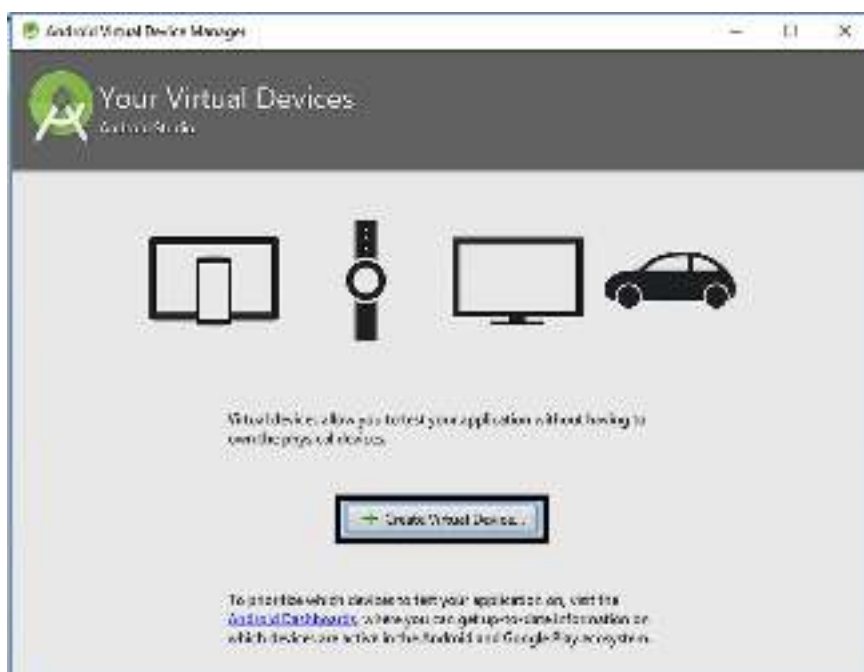 Android Virtual Device Manager
Your Virtual Devices
Android Studio
Virtual devices allow you to test your application without having to
own the physical devices.
+ Create Virtual Device...
To prioritize which devices to test your application on, visit the
Android Dashboards, where you can get up-to-date information on
which devices are active in the Android and Google Play ecosystem.